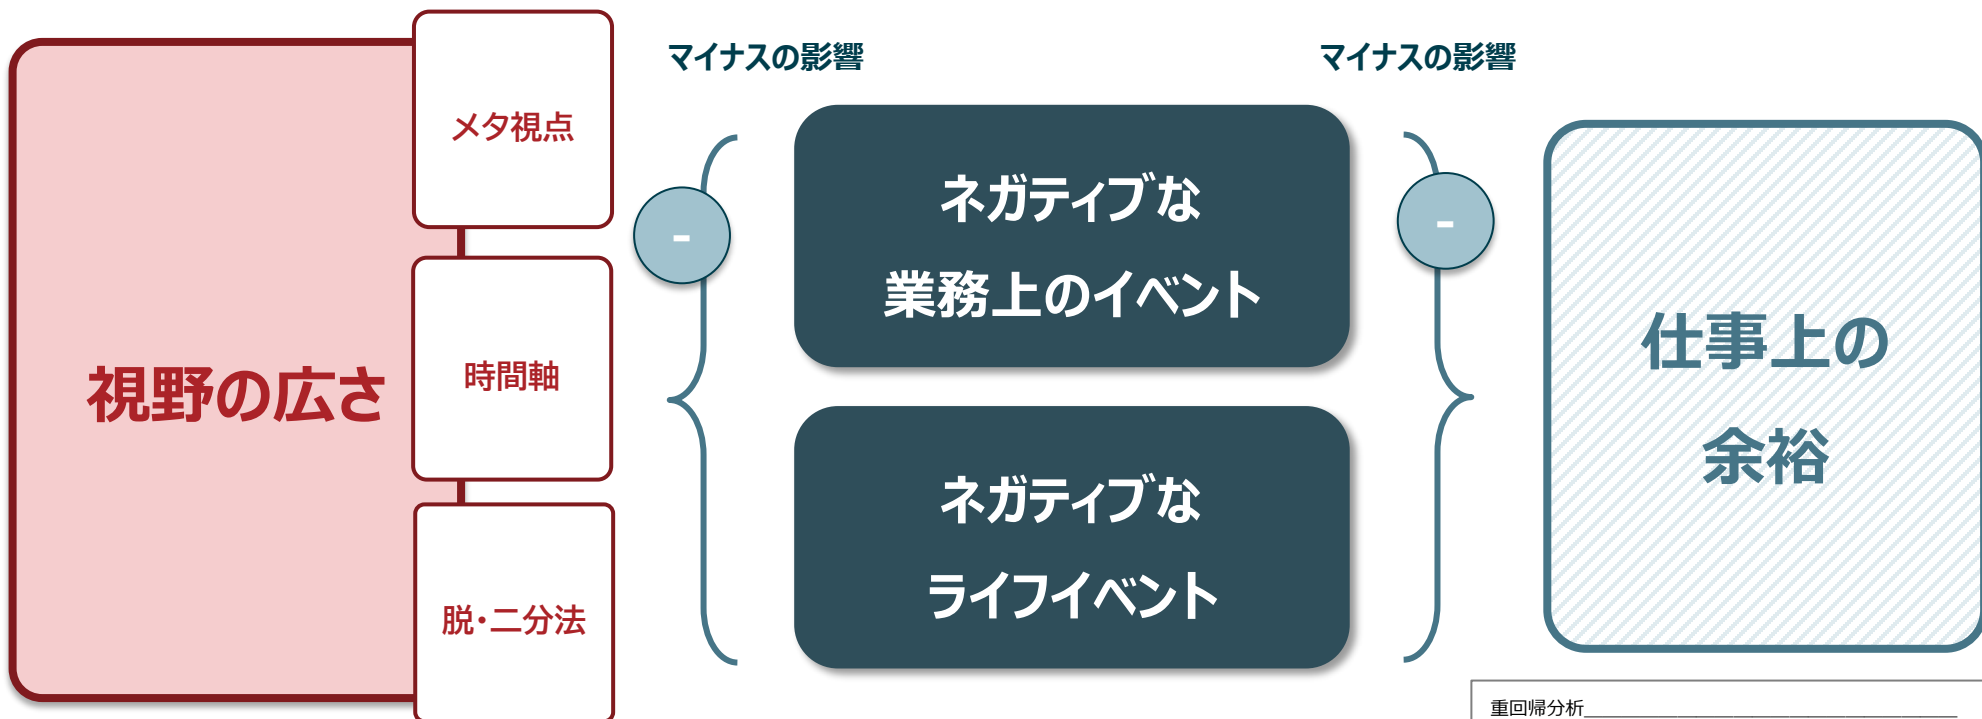 マイナスの影響
マイナスの影響
メタ視点
時間軸
脱・二分法
視野の広さ
-
ネガティブな
業務上のイベント
ネガティブな
ライフイベント
-
仕事上の
余裕
重回帰分析